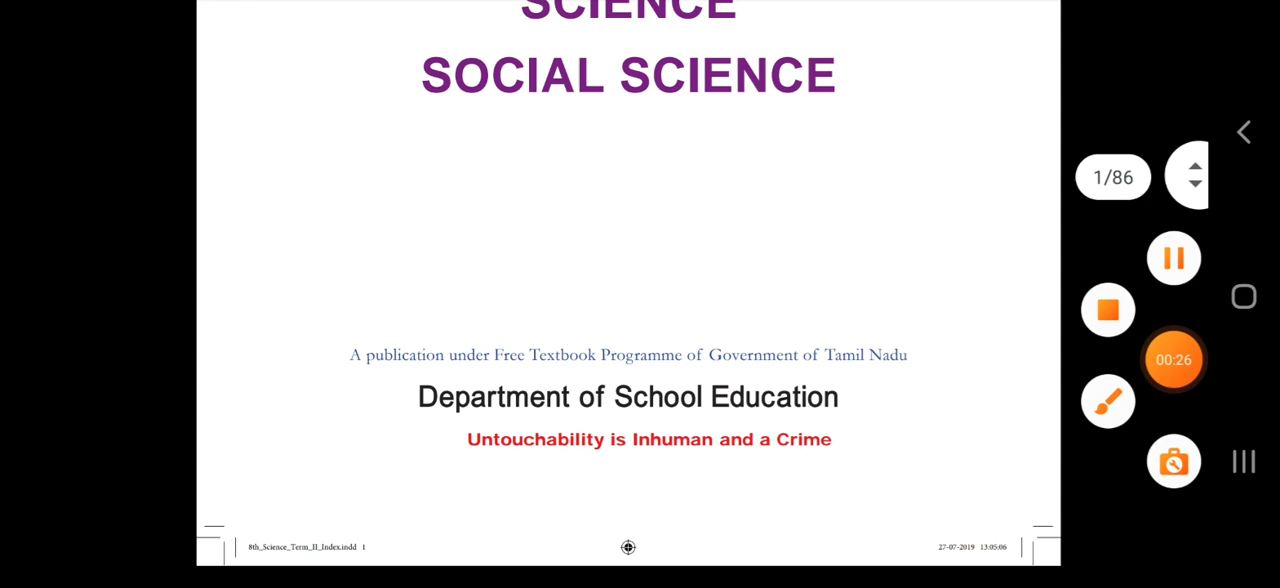 SCIENCE
SOCIAL SCIENCE
1/86
A publication under Free Textbook Programme of Government of Tamil Nadu
00:26
Department of School Education
Untouchability is Inhuman and a Crime
8th_Science_Term_II_Index.indd 1
27-07-2019 13:05:06